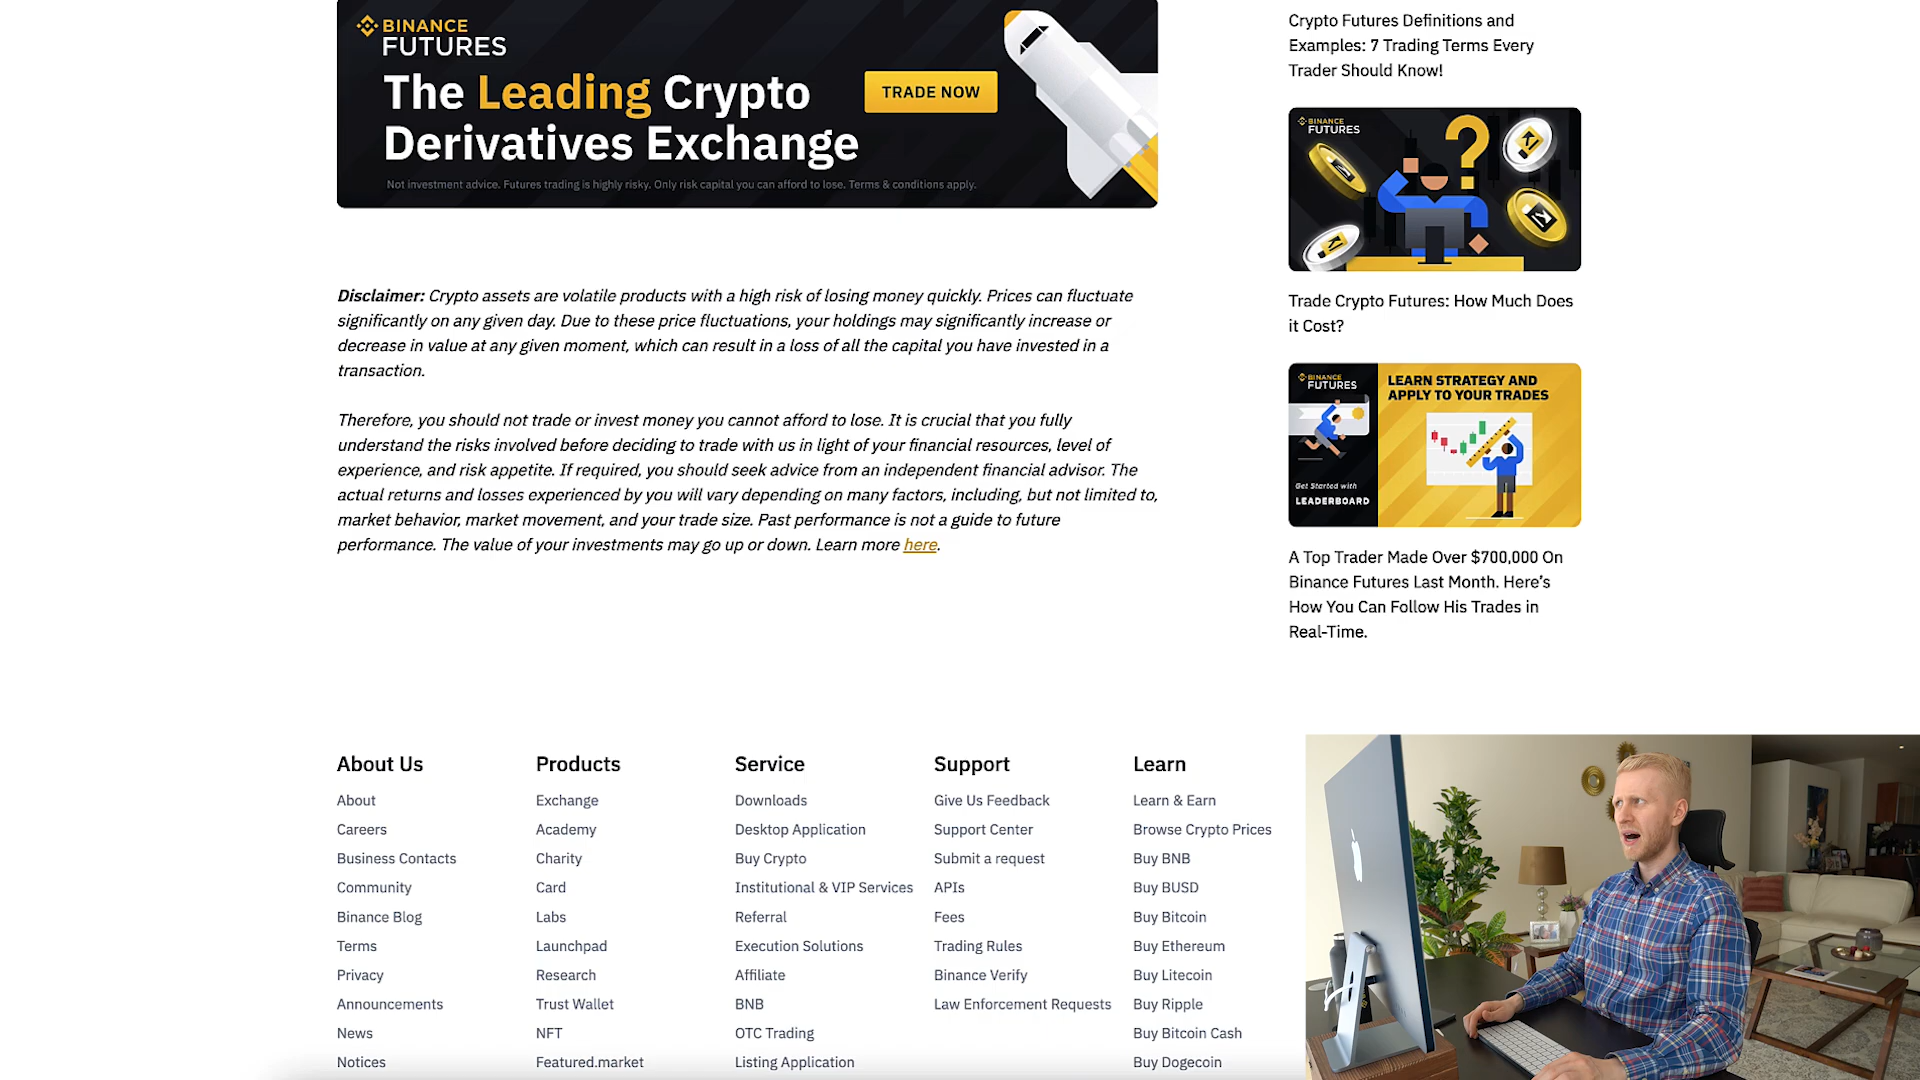 BINANCE
FUTURES
The Leading Crypto
Derivatives Exchange
TRADE NOW
Not investment advice. Futures trading is highly risky. Only risk capital you can afford to lose. Terms & conditions apply.
Disclaimer: Crypto assets are volatile products with a high risk of losing money quickly. Prices can fluctuate
significantly on any given day. Due to these price fluctuations, your holdings may significantly increase or
decrease in value at any given moment, which can result in a loss of all the capital you have invested in a
transaction.
Therefore, you should not trade or invest money you cannot afford to lose. It is crucial that you fully
understand the risks involved before deciding to trade with us in light of your financial resources, level of
experience, and risk appetite. If required, you should seek advice from an independent financial advisor. The
actual returns and losses experienced by you will vary depending on many factors, including, but not limited to,
market behavior, market movement, and your trade size. Past performance is not a guide to future
performance. The value of your investments may go up or down. Learn more here.
Crypto Futures Definitions and
Examples: 7 Trading Terms Every
Trader Should Know!
BINANCE
FUTURES
?
Trade Crypto Futures: How Much Does
it Cost?
BINANCE
FUTURES
LEARN STRATEGY AND
APPLY TO YOUR TRADES
Get Started with
LEADERBOARD
A Top Trader Made Over $700,000 On
Binance Futures Last Month. Here's
How You Can Follow His Trades in
Real-Time.
About Us
About
Careers
Business Contacts
Community
Binance Blog
Terms
Privacy
Announcements
News
Notices
Products
Exchange
Academy
Charity
Card
Labs
Launchpad
Research
Trust Wallet
NFT
Featured.market
Service
Downloads
Desktop Application
Buy Crypto
Institutional & VIP Services
Referral
Execution Solutions
Affiliate
BNB
OTC Trading
Listing Application
Support
Give Us Feedback
Support Center
Submit a request
APIs
Fees
Trading Rules
Binance Verify
Law Enforcement Requests
Learn
Learn & Earn
Browse Crypto Prices
Buy BNB
Buy BUSD
Buy Bitcoin
Buy Ethereum
Buy Litecoin
Buy Ripple
Buy Bitcoin Cash
Buy Dogecoin